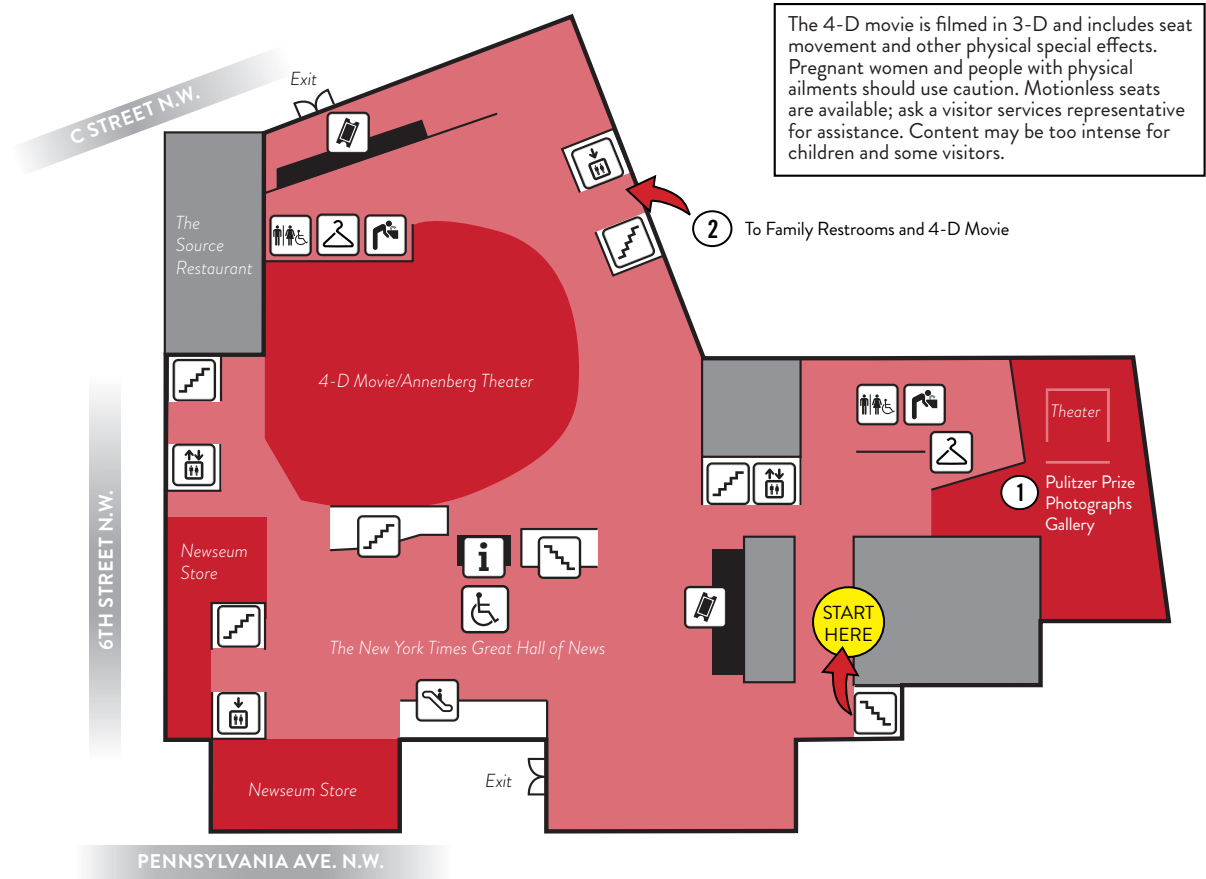 The 4-D movie is filmed in 3-D and includes seat
movement and other physical special effects.
Pregnant women and people with physical
ailments should use caution. Motionless seats
are available; ask a visitor services representative
for assistance. Content may be too intense for
children and some visitors.
Exit
C STREET N.W.
The
Source
Restaurant
2 To Family Restrooms and 4-D Movie
4-D Movie/Annenberg Theater
Theater
1 Pulitzer Prize
Photographs
Gallery
6TH STREET N.W.
Newseum
Store
i
START
HERE
The New York Times Great Hall of News
Exit
Newseum Store
PENNSYLVANIA AVE. N.W.